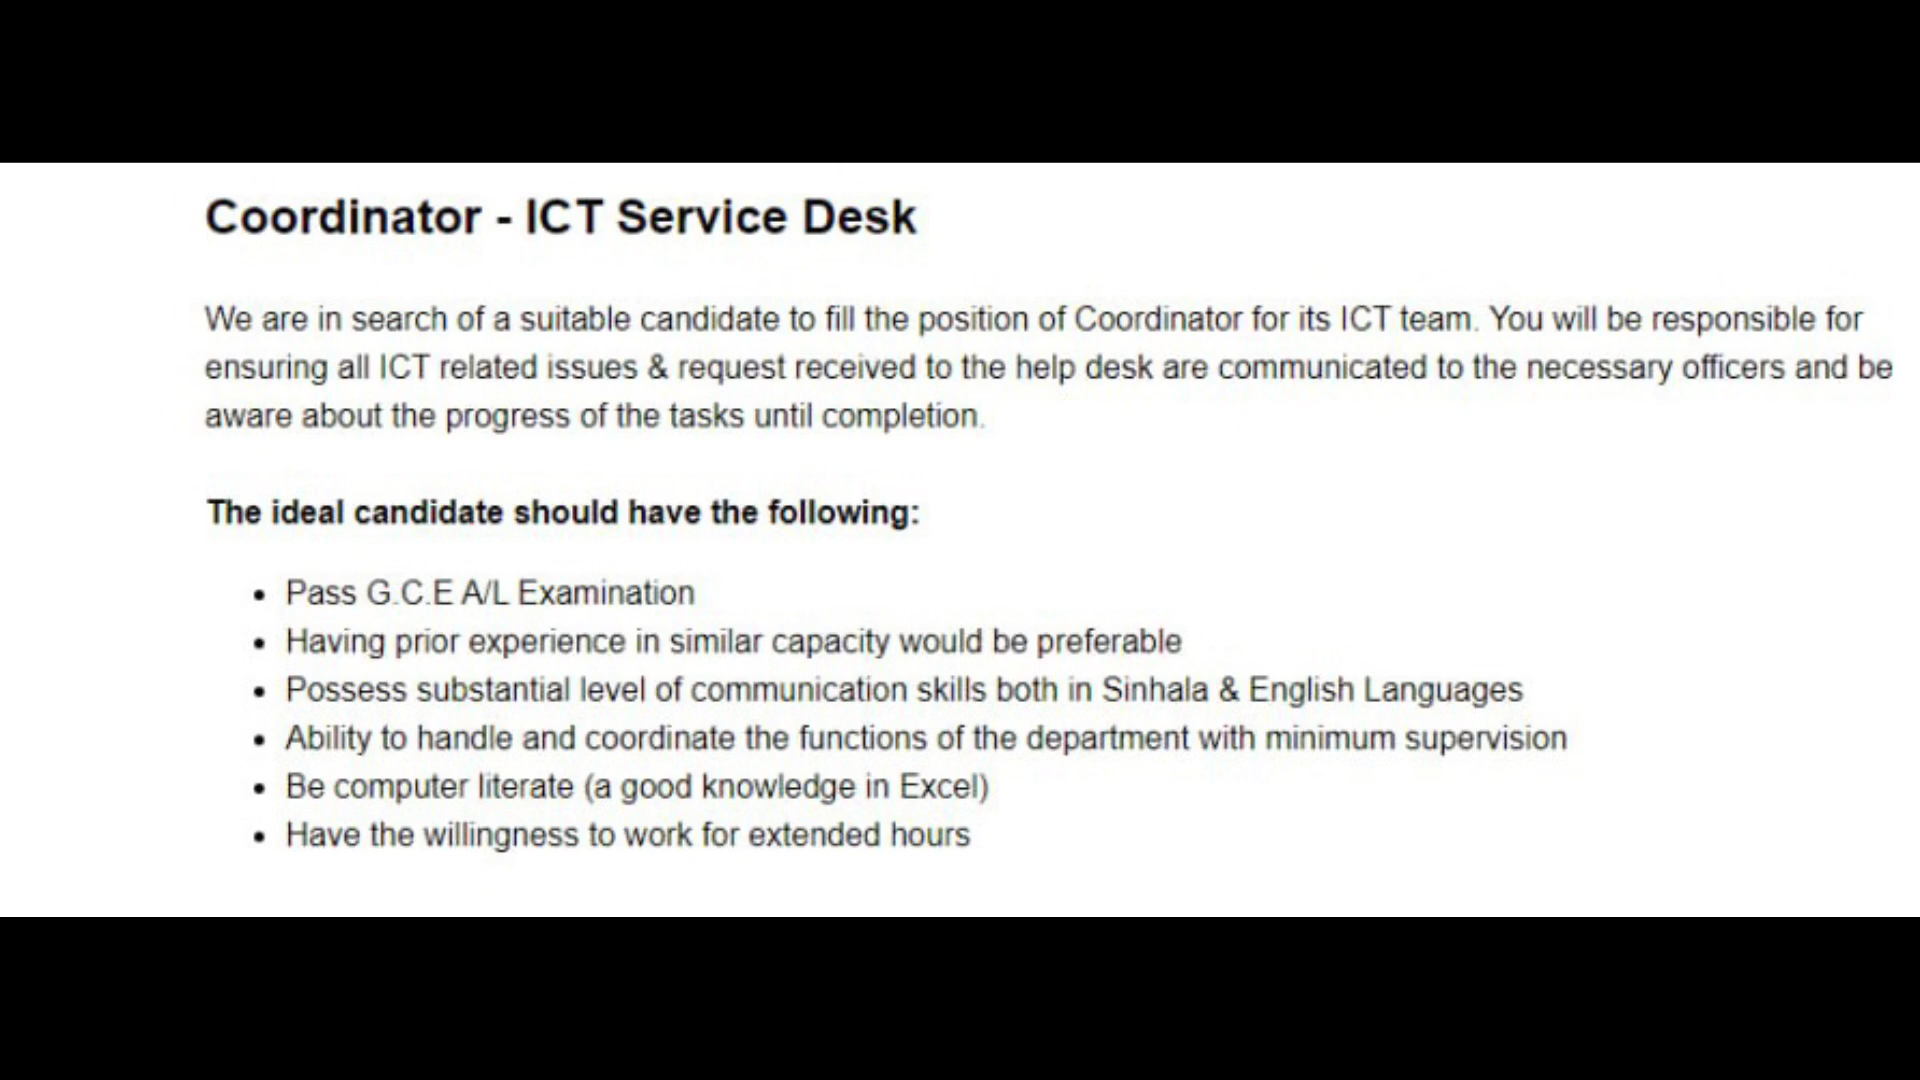 Coordinator - ICT Service Desk
We are in search of a suitable candidate to fill the position of Coordinator for its ICT team. You will be responsible for
ensuring all ICT related issues & request received to the help desk are communicated to the necessary officers and be
aware about the progress of the tasks until completion.
The ideal candidate should have the following:
• Pass G.C.E A/L Examination
• Having prior experience in similar capacity would be preferable
• Possess substantial level of communication skills both in Sinhala & English Languages
• Ability to handle and coordinate the functions of the department with minimum supervision
• Be computer literate (a good knowledge in Excel)
• Have the willingness to work for extended hours